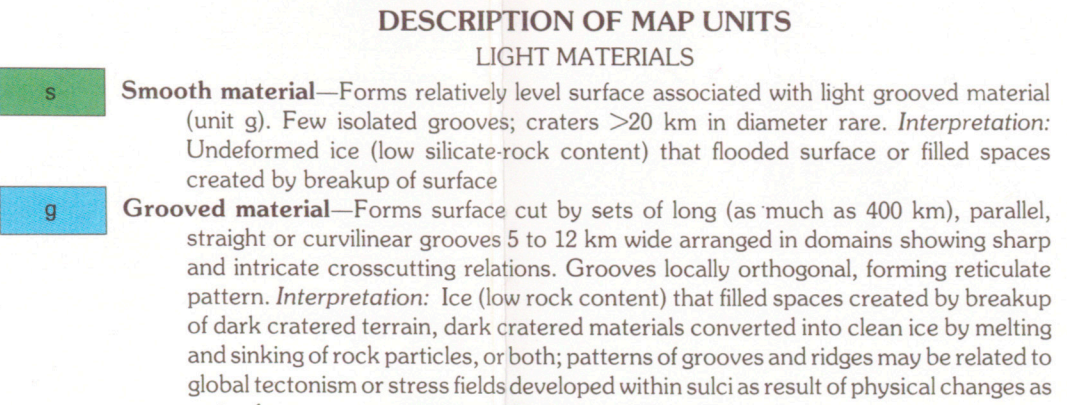 DESCRIPTION OF MAP UNITS
LIGHT MATERIALS
s
Smooth material—Forms relatively level surface associated with light grooved material
(unit g). Few isolated grooves; craters >20 km in diameter rare. Interpretation:
Undeformed ice (low silicate-rock content) that flooded surface or filled spaces
created by breakup of surface
g
Grooved material—Forms surface cut by sets of long (as much as 400 km), parallel,
straight or curvilinear grooves 5 to 12 km wide arranged in domains showing sharp
and intricate crosscutting relations. Grooves locally orthogonal, forming reticulate
pattern. Interpretation: Ice (low rock content) that filled spaces created by breakup
of dark cratered terrain, dark cratered materials converted into clean ice by melting
and sinking of rock particles, or both; patterns of grooves and ridges may be related to
global tectonism or stress fields developed within sulci as result of physical changes as